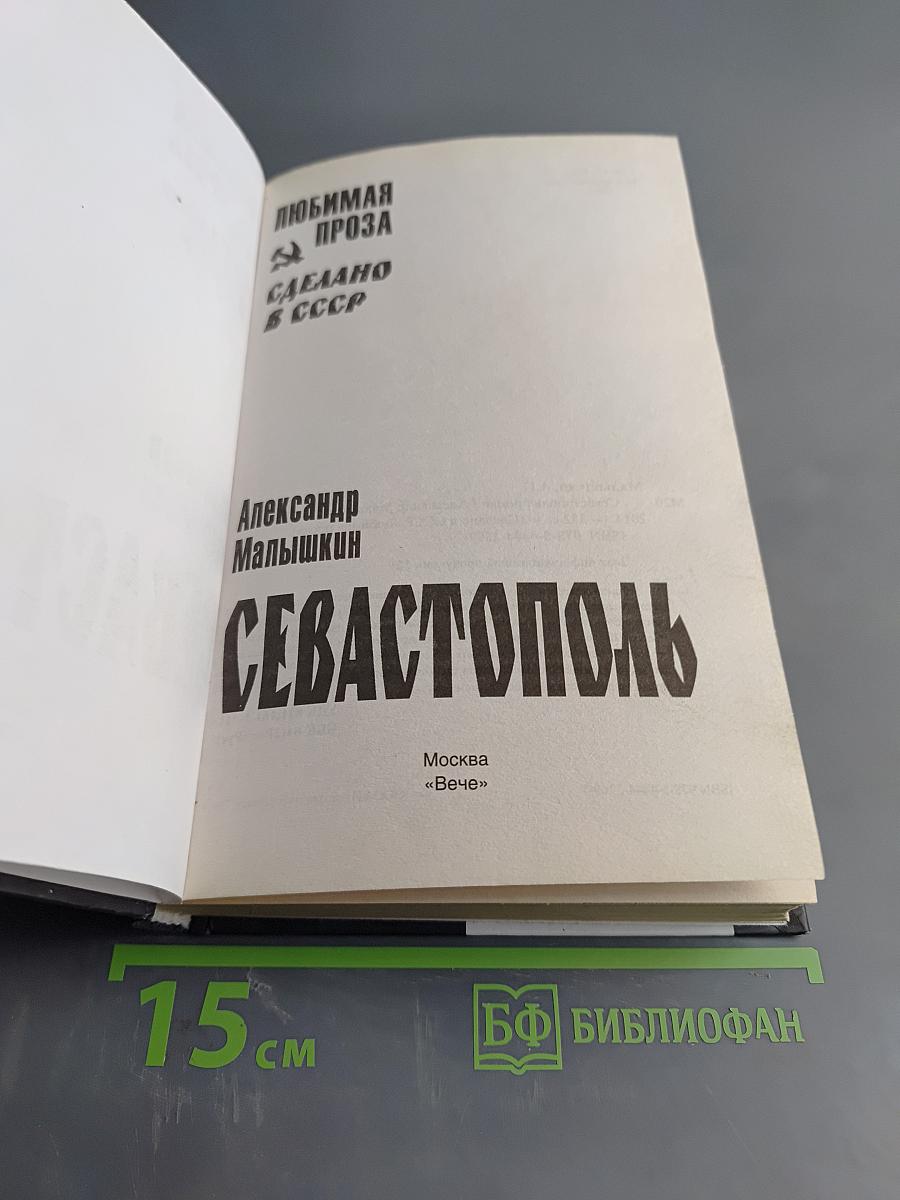 ЛЮБИМАЯ
ПРОЗА
СДЕЛАНО
В СССР
Александр
Малышкин
СЕВАСТОПОЛЬ
Москва
«Вече»
15 см
БФ БИБЛИОФАН